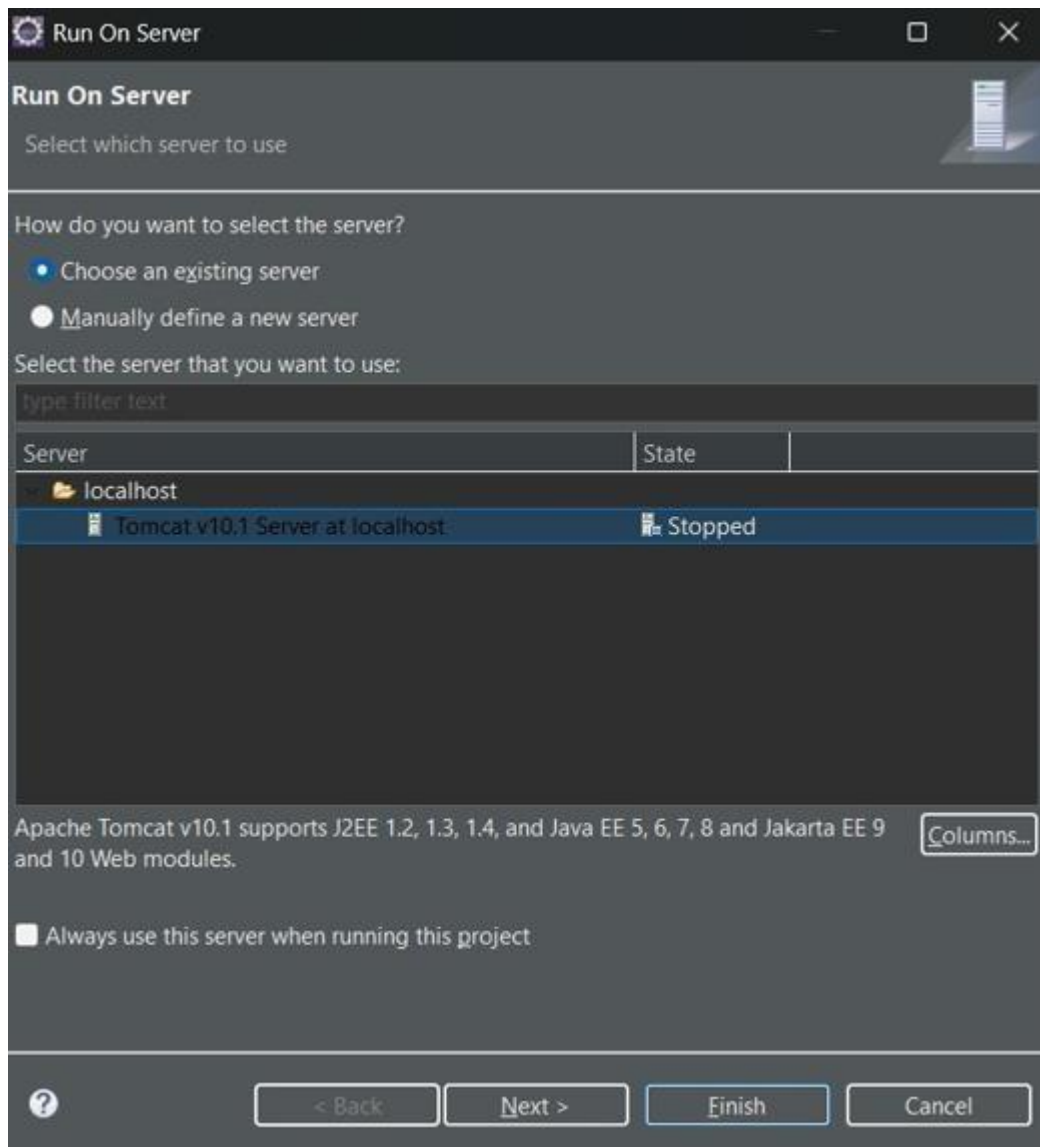 Run On Server
Run On Server
Select which server to use
How do you want to select the server?
Choose an existing server
Manually define a new server
Select the server that you want to use:
type filter text
Server State
localhost
Tomcat v10.1 Server at localhost Stopped
Apache Tomcat v10.1 supports J2EE 1.2, 1.3, 1.4, and Java EE 5, 6, 7, 8 and Jakarta EE 9
and 10 Web modules.
Columns...
Always use this server when running this project
? < Back Next > Finish Cancel